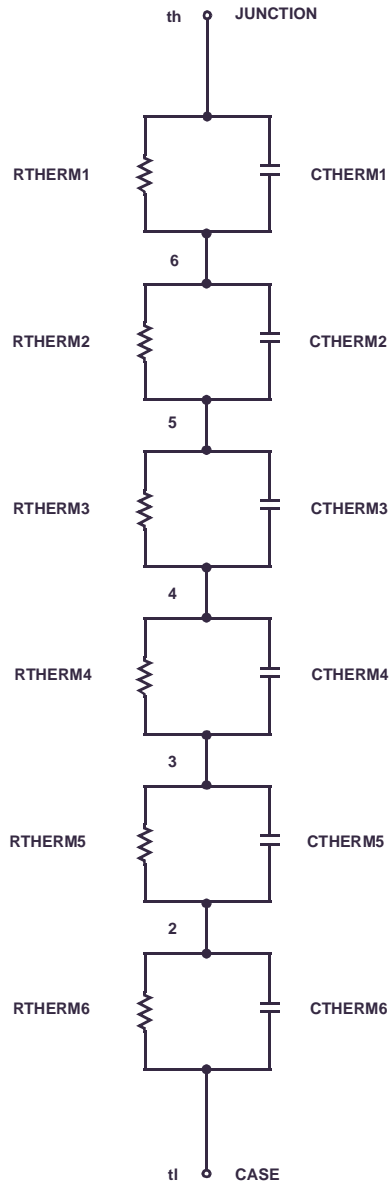 th JUNCTION
RTHERM1 CTHERM1
6
RTHERM2 CTHERM2
5
RTHERM3 CTHERM3
4
RTHERM4 CTHERM4
3
RTHERM5 CTHERM5
2
RTHERM6 CTHERM6
tl CASE